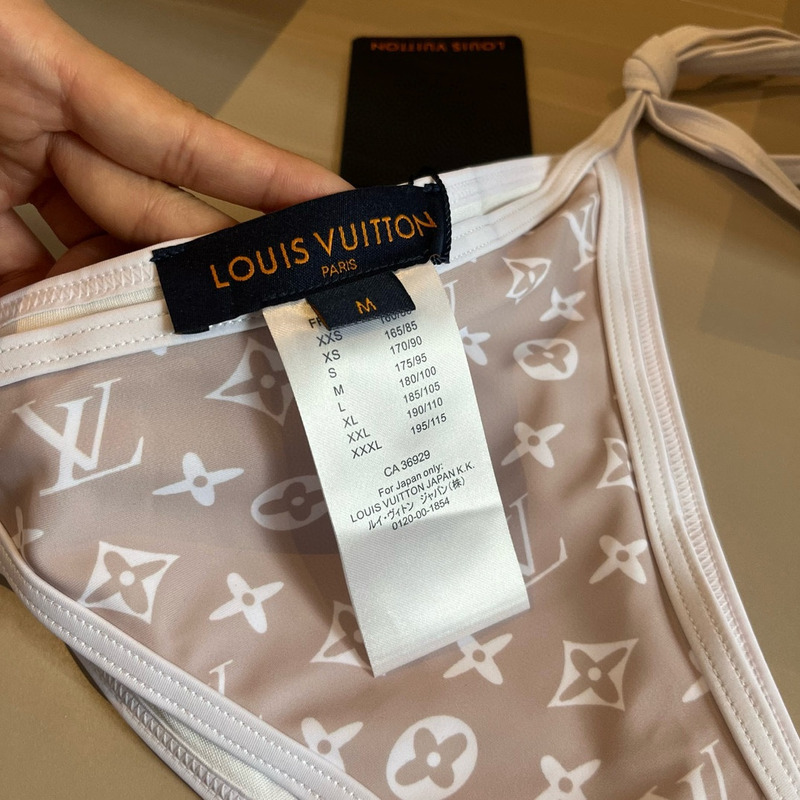 LOUIS VUITTON
LOUIS VUITTON
PARIS
M
XXS 165/85
XS 170/90
S 175/95
M 180/100
L 185/105
XL 190/110
XXL 195/115
XXXL
CA 36929
For Japan only:
LOUIS VUITTON JAPAN K.K.
ルイ・ヴィトン ジャパン(株)
0120-00-1854
LV